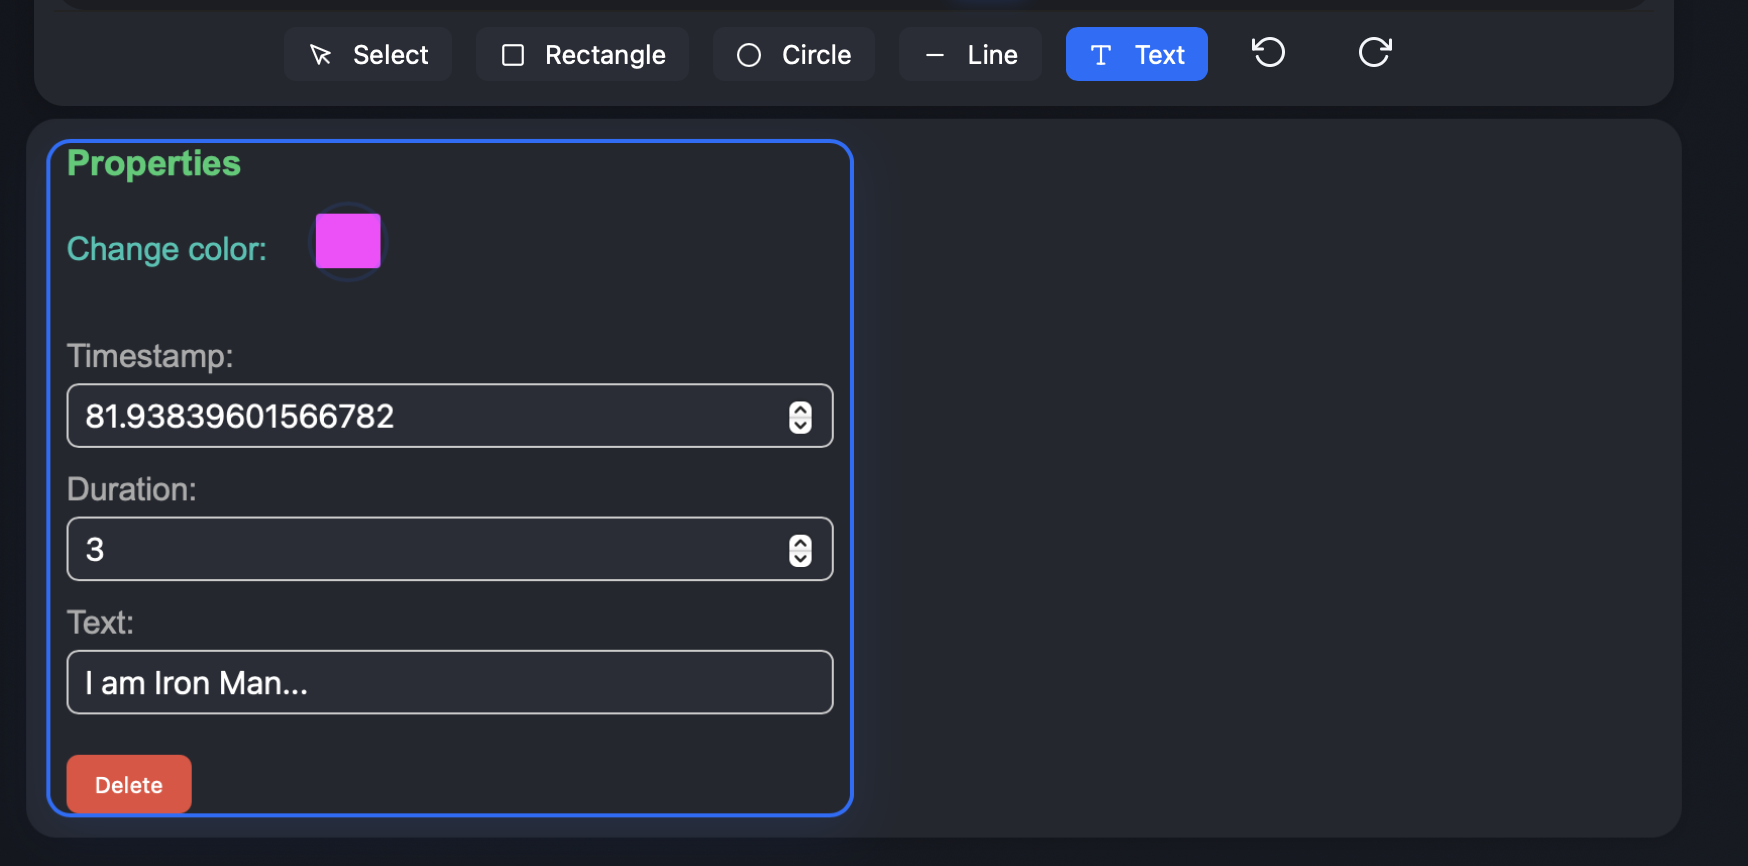 Select Rectangle Circle Line Text
Properties
Change color:
Timestamp:
81.93839601566782
Duration:
3
Text:
I am Iron Man...
Delete